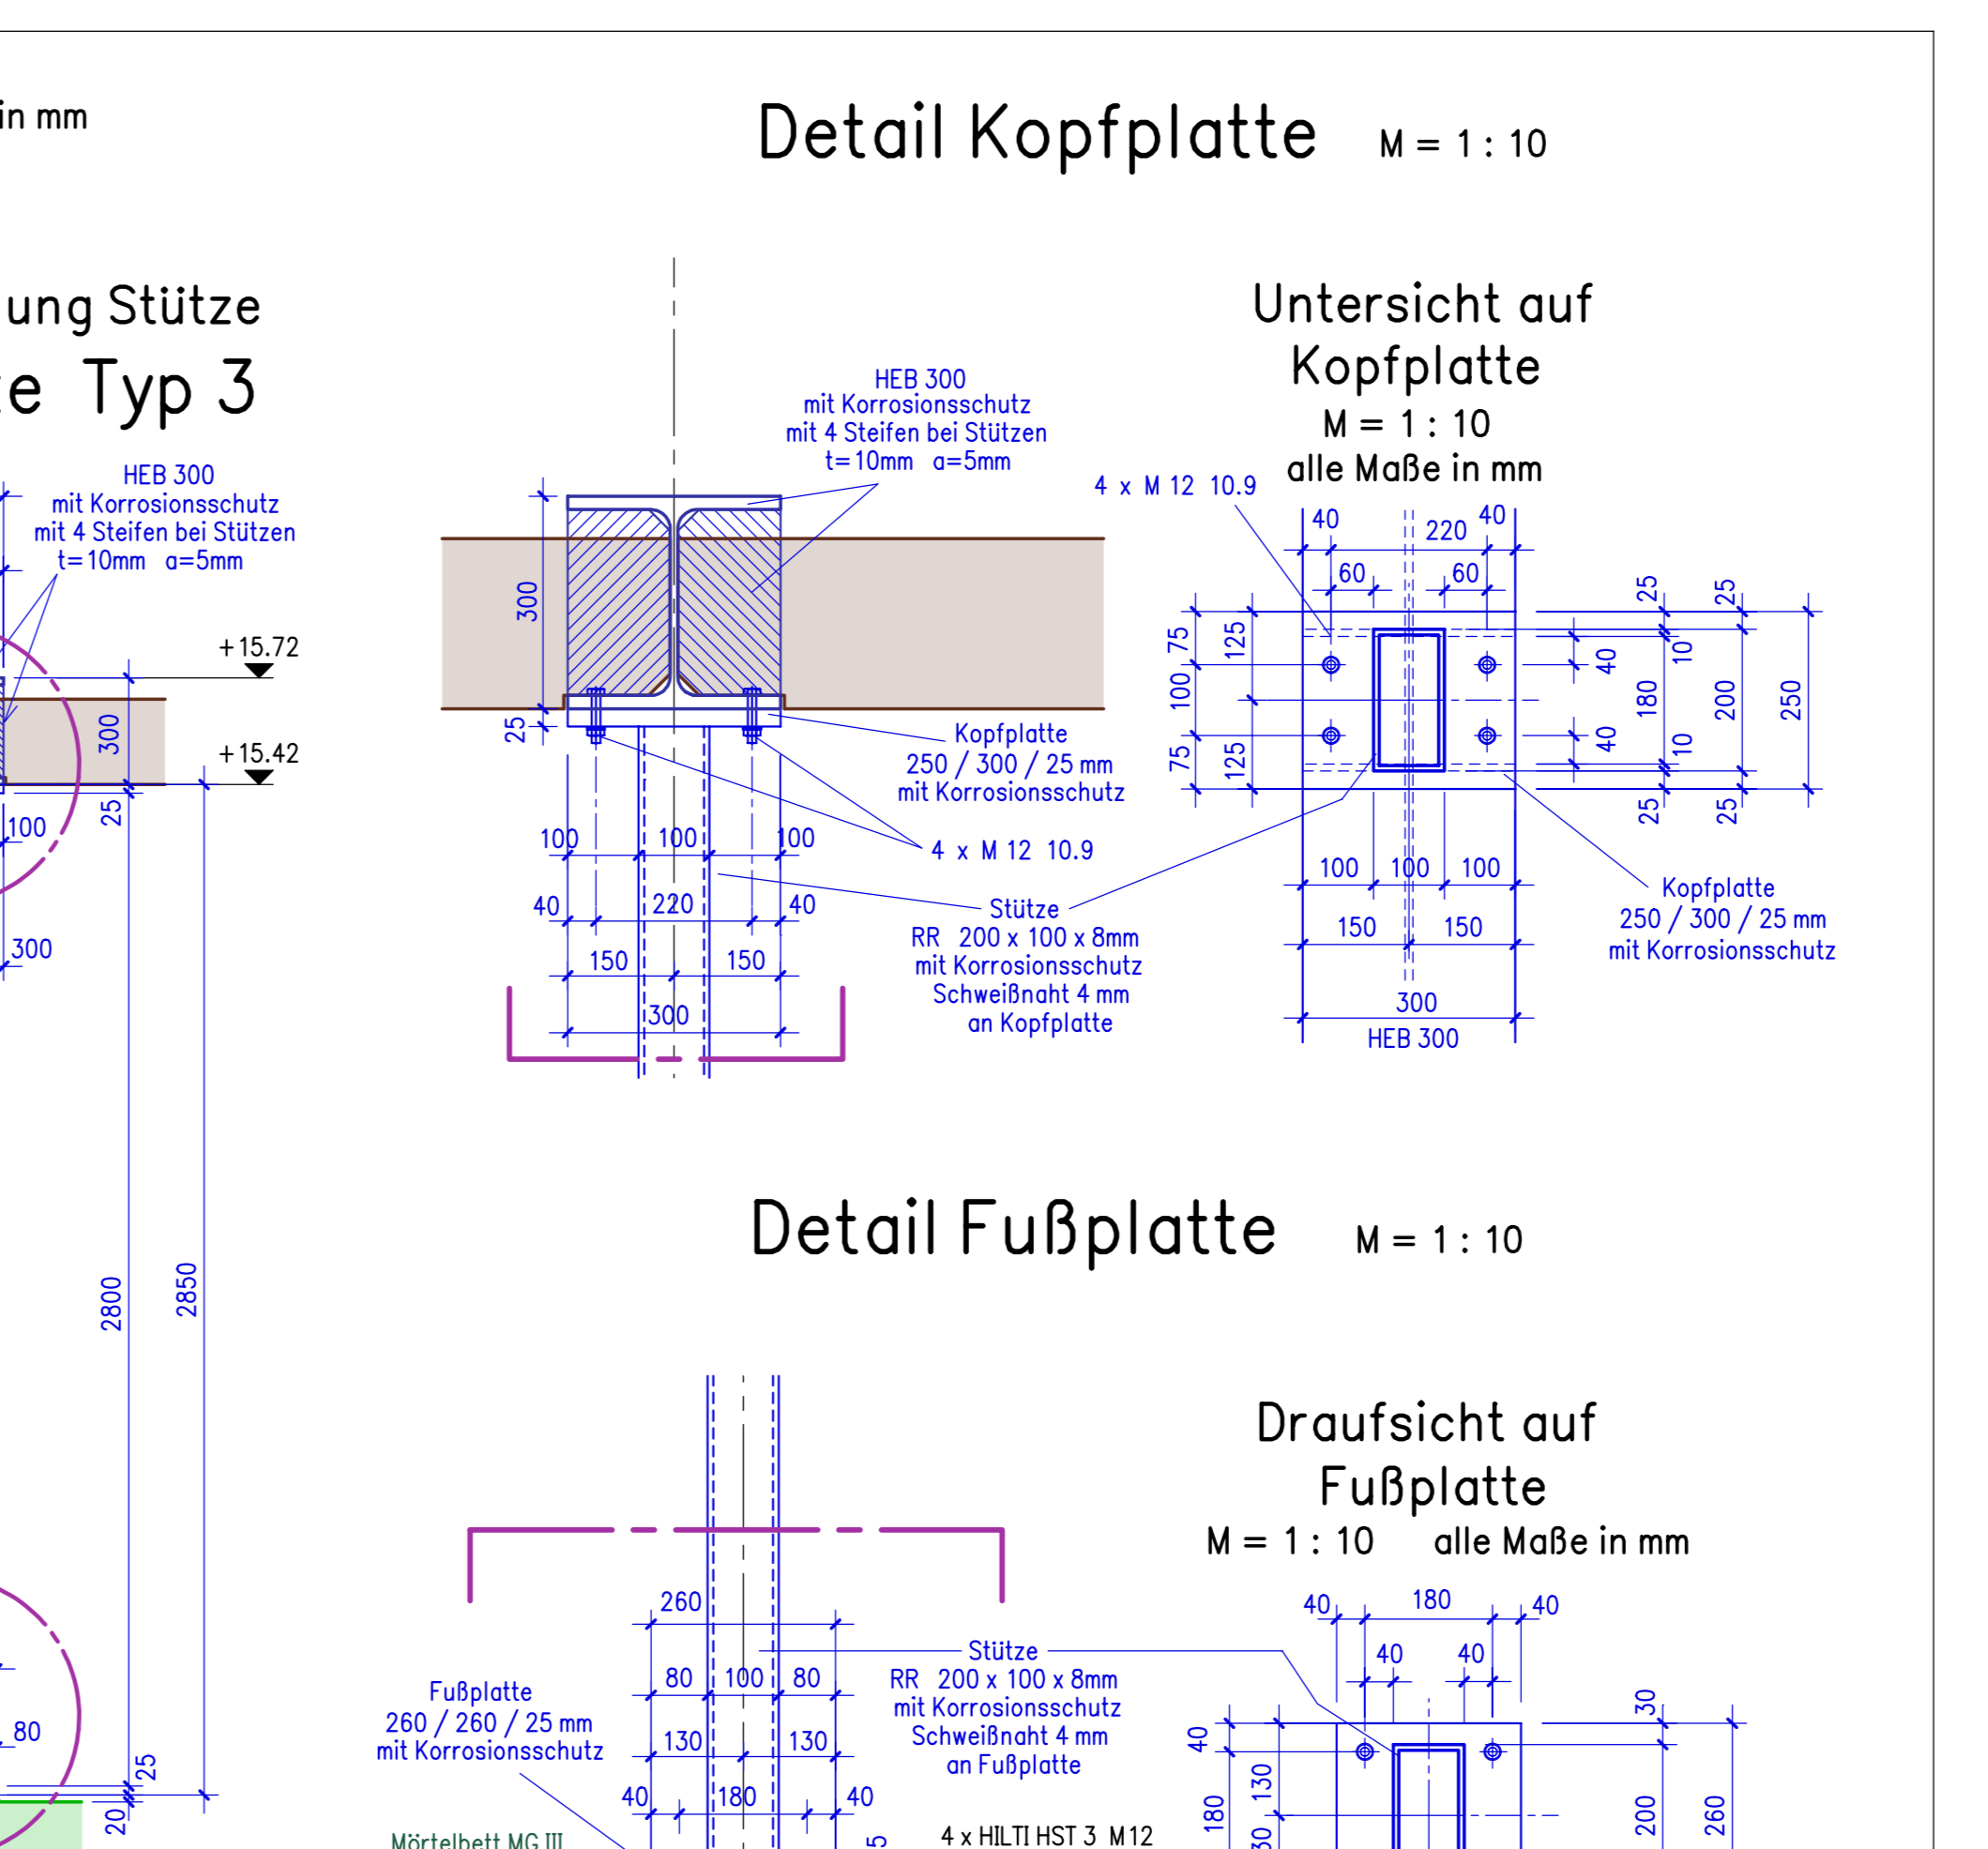 in mm
Detail Kopfplatte M = 1 : 10
ung Stütze
e Typ 3
HEB 300
mit Korrosionsschutz
mit 4 Steifen bei Stützen
t=10mm a=5mm
+15.72
300
+15.42
25
100
300
2800
2850
80
25
20
HEB 300
mit Korrosionsschutz
mit 4 Steifen bei Stützen
t=10mm a=5mm
300
25
Kopfplatte
250 / 300 / 25 mm
mit Korrosionsschutz
4 x M 12 10.9
100 100 100
40 220 40
150 150
300
Stütze
RR 200 x 100 x 8mm
mit Korrosionsschutz
Schweißnaht 4 mm
an Kopfplatte
Untersicht auf
Kopfplatte
M = 1 : 10
alle Maße in mm
4 x M 12 10.9
40 220 40
60 60
75 125 25 25
40 10
100 180 200 250
40 10
75 125 25 25
100 100 100
150 150
300
HEB 300
Kopfplatte
250 / 300 / 25 mm
mit Korrosionsschutz
Detail Fußplatte M = 1 : 10
260
80 100 80
130 130
40 180 40
Fußplatte
260 / 260 / 25 mm
mit Korrosionsschutz
Mörtelbett MG III
Stütze
RR 200 x 100 x 8mm
mit Korrosionsschutz
Schweißnaht 4 mm
an Fußplatte
5
4 x HILTI HST 3 M12
Draufsicht auf
Fußplatte
M = 1 : 10 alle Maße in mm
40 180 40
40 40
40 30
130
180 200 260
30